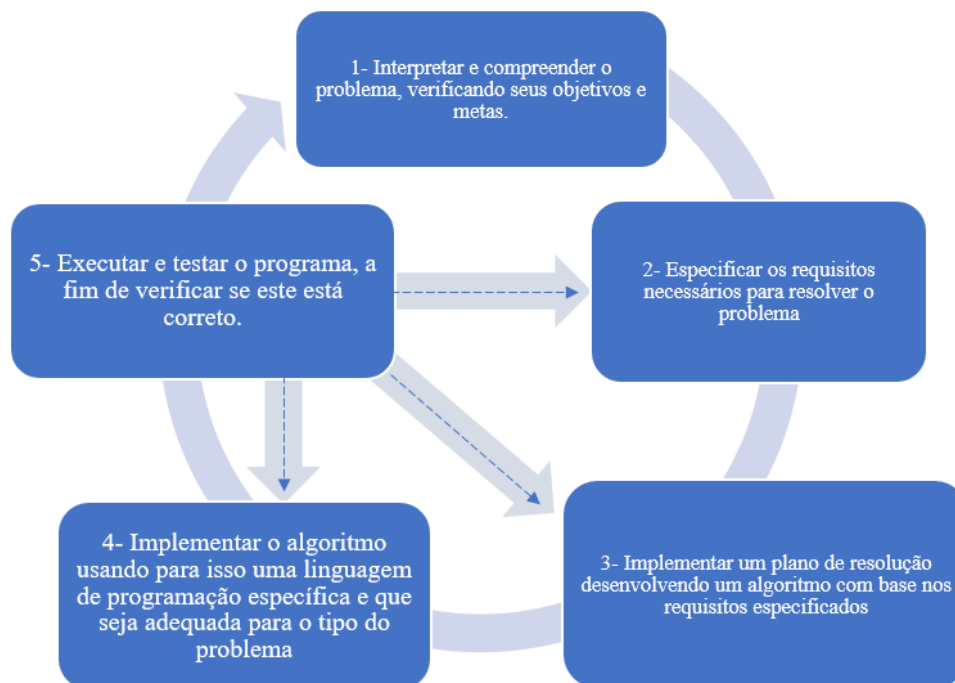 1- Interpretar e compreender o
problema, verificando seus objetivos e
metas.
2- Especificar os requisitos
necessários para resolver o
problema
3- Implementar um plano de resolução
desenvolvendo um algoritmo com base nos
requisitos especificados
4- Implementar o algoritmo
usando para isso uma linguagem
de programação específica e que
seja adequada para o tipo do
problema
5- Executar e testar o programa, a
fim de verificar se este está
correto.